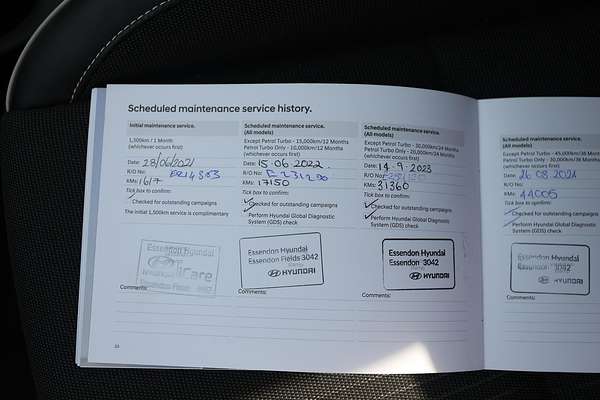 Scheduled maintenance service history.
Initial maintenance service.
1,500km / 1 Month
(whichever occurs first)
Date: 28/06/2021
R/O No:
KMs: 1617
Tick box to confirm:
Checked for outstanding campaigns
The initial 1,500km service is complimentary
Essendon Hyundai
iCare
Essendon Fields 3042
Comments:
Scheduled maintenance service.
(All models)
Except Petrol Turbo - 15,000km/12 Months
Petrol Turbo Only - 10,000km/12 Months
(whichever occurs first)
Date: 15.06.2022
R/O No: E231290
KMs: 17150
Tick box to confirm:
Checked for outstanding campaigns
Perform Hyundai Global Diagnostic
System (GDS) check
Essendon Hyundai
Essendon Fields 3042
HYUNDAI
Comments:
Scheduled maintenance service.
(All models)
Except Petrol Turbo - 30,000km/24 Months
Petrol Turbo Only - 20,000km/24 Months
(whichever occurs first)
Date: 14.9.2023
R/O No:
KMs: 31360
Tick box to confirm:
Checked for outstanding campaigns
Perform Hyundai Global Diagnostic
System (GDS) check
Essendon Hyundai
Essendon 3042
HYUNDAI
Comments:
Scheduled maintenance service.
(All models)
Except Petrol Turbo - 45,000km/36
Petrol Turbo Only - 30,000km/36 Months
(whichever occurs first)
Date: 26 08 2024
R/O No:
KMs: 44005
Tick box to confirm:
Checked for outstanding campaigns
Perform Hyundai Global Diagnostic
System (GDS) check
Essendon Hyundai
3042
HYUNDAI
Comments: